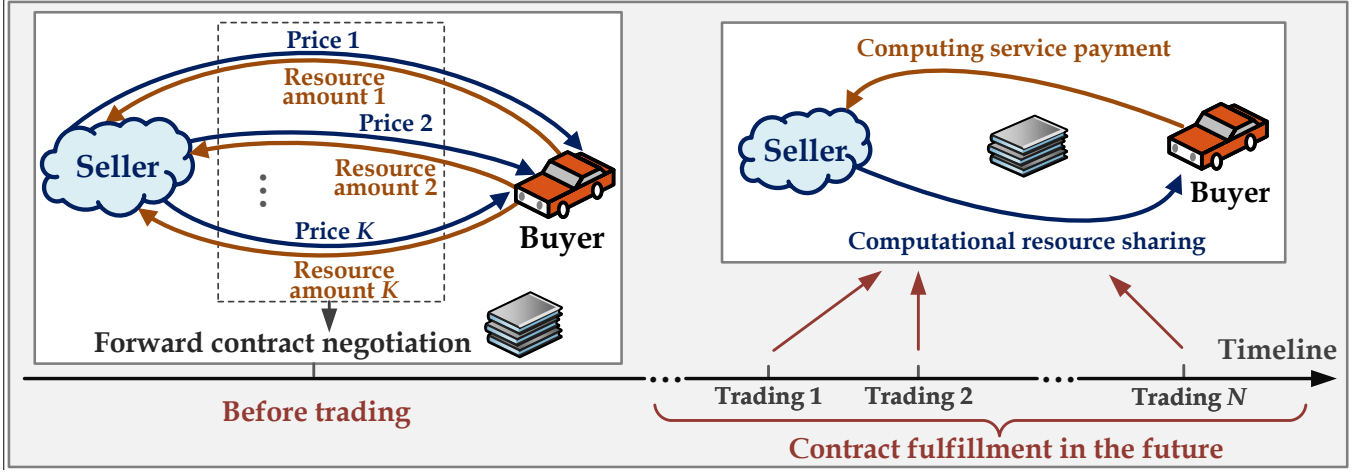 Price 1
Resource
amount 1
Price 2
Seller
Resource
amount 2
⋮
Price K
Buyer
Resource
amount K
Forward contract negotiation
Before trading
Computing service payment
Seller
Buyer
Computational resource sharing
Timeline
...
...
Trading 1
Trading 2
Trading N
Contract fulfillment in the future